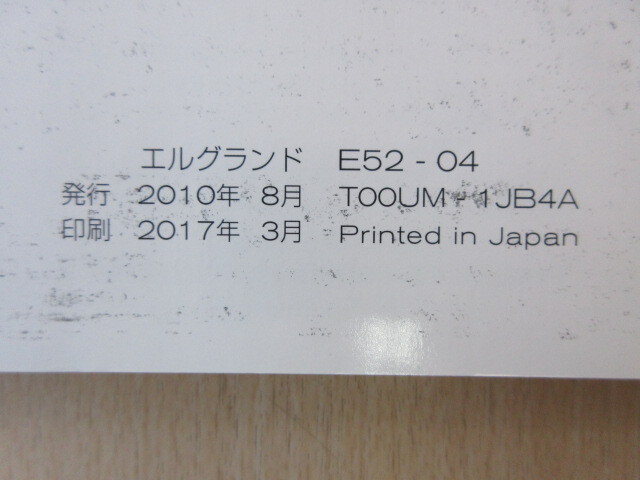 エルグランド E52 - 04
発行 2010年 8月 T00UM - 1JB4A
印刷 2017年 3月 Printed in Japan